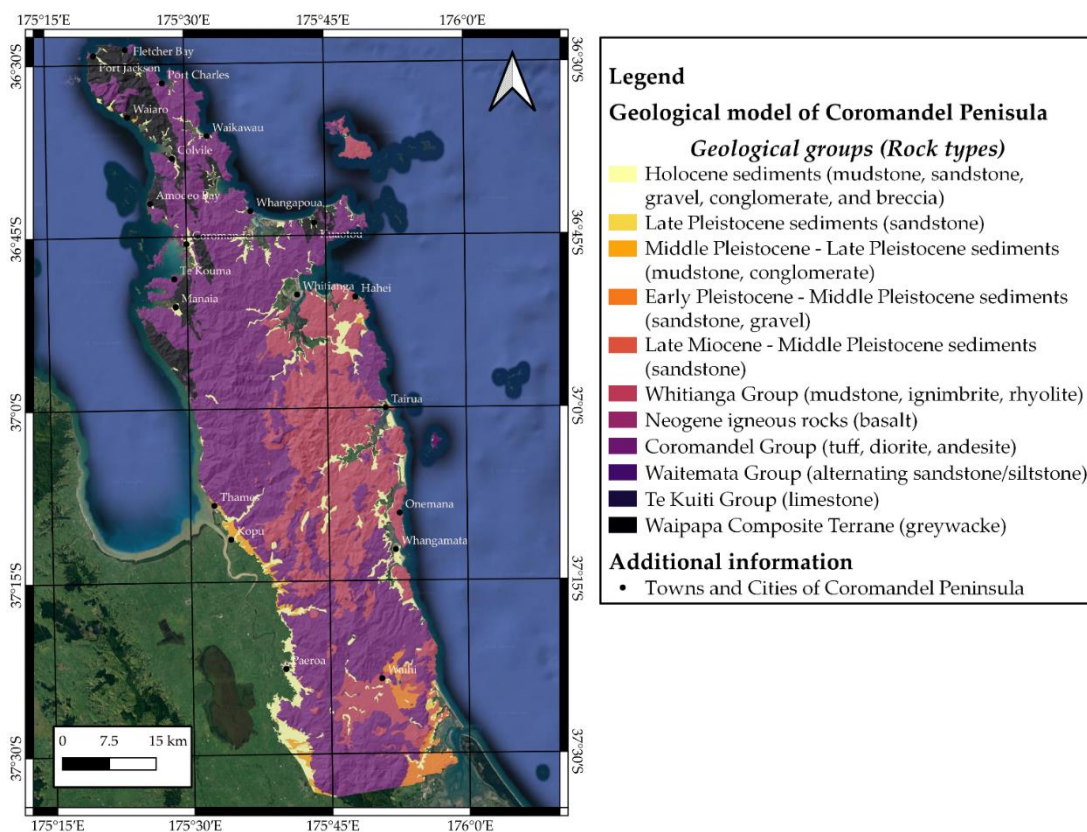 175°15'E 175°30'E 175°45'E 176°0'E
36°30'S
36°45'S
37°0'S
37°15'S
37°30'S
36°30'S
36°45'S
37°0'S
37°15'S
37°30'S
Fletcher Bay
Port Jackson
Port Charles
Waiaro
Waikawau
Colvile
Amodeo Bay
Whangapoua
Kuaotou
Te Kouma
Whitianga
Hahei
Manaia
Tairua
Thames
Kopu
Onemana
Whangamata
Paeroa
Waihi
0 7.5 15 km
175°15'E 175°30'E 175°45'E 176°0'E
Legend
Geological model of Coromandel Penisula
Geological groups (Rock types)
Holocene sediments (mudstone, sandstone,
gravel, conglomerate, and breccia)
Late Pleistocene sediments (sandstone)
Middle Pleistocene - Late Pleistocene sediments
(mudstone, conglomerate)
Early Pleistocene - Middle Pleistocene sediments
(sandstone, gravel)
Late Miocene - Middle Pleistocene sediments
(sandstone)
Whitianga Group (mudstone, ignimbrite, rhyolite)
Neogene igneous rocks (basalt)
Coromandel Group (tuff, diorite, andesite)
Waitemata Group (alternating sandstone/siltstone)
Te Kuiti Group (limestone)
Waipapa Composite Terrane (greywacke)
Additional information
Towns and Cities of Coromandel Peninsula